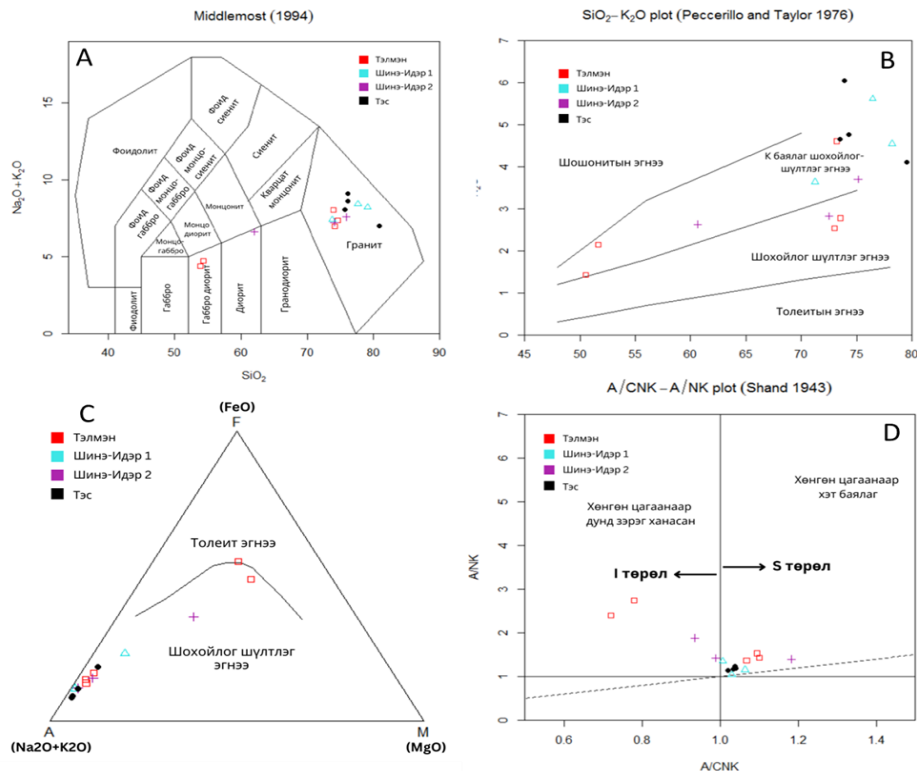 Middlemost (1994)
A
Тэлмэн
Шинэ-Идэр 1
Шинэ-Идэр 2
Тэс
Фоидолит
Фоид сиенит
Фоид монцо-сиенит
Фоид монцо-габбро
Фоид габбро
Сиенит
Кварцат монцонит
Монцонит
Монцо диорит
Монцо-габбро
Гранит
Фиодолит
Габбро
Габбро диорит
Диорит
Гранодиорит
Na2O+K2O
0 5 10 15
40 50 60 70 80 90
SiO2
SiO2–K2O plot (Peccerillo and Taylor 1976)
B
Тэлмэн
Шинэ-Идэр 1
Шинэ-Идэр 2
Тэс
Шошонитын эгнээ
К баялаг шохойлог-
шүлтлэг эгнээ
Шохойлог шүлтлэг эгнээ
Толеитын эгнээ
0 1 2 3 4 5 6 7
45 50 55 60 65 70 75 80
C
Тэлмэн
Шинэ-Идэр 1
Шинэ-Идэр 2
Тэс
(FeO)
F
Толеит эгнээ
Шохойлог шүлтлэг
эгнээ
A
M
(Na2O+K2O)
(MgO)
A/CNK–A/NK plot (Shand 1943)
D
Тэлмэн
Шинэ-Идэр 1
Шинэ-Идэр 2
Тэс
Хөнгөн цагаанаар
дунд зэрэг ханасан
Хөнгөн цагаанаар
хэт баялаг
I төрөл
S төрөл
A/NK
0 1 2 3 4 5 6 7
0.6 0.8 1.0 1.2 1.4
A/CNK